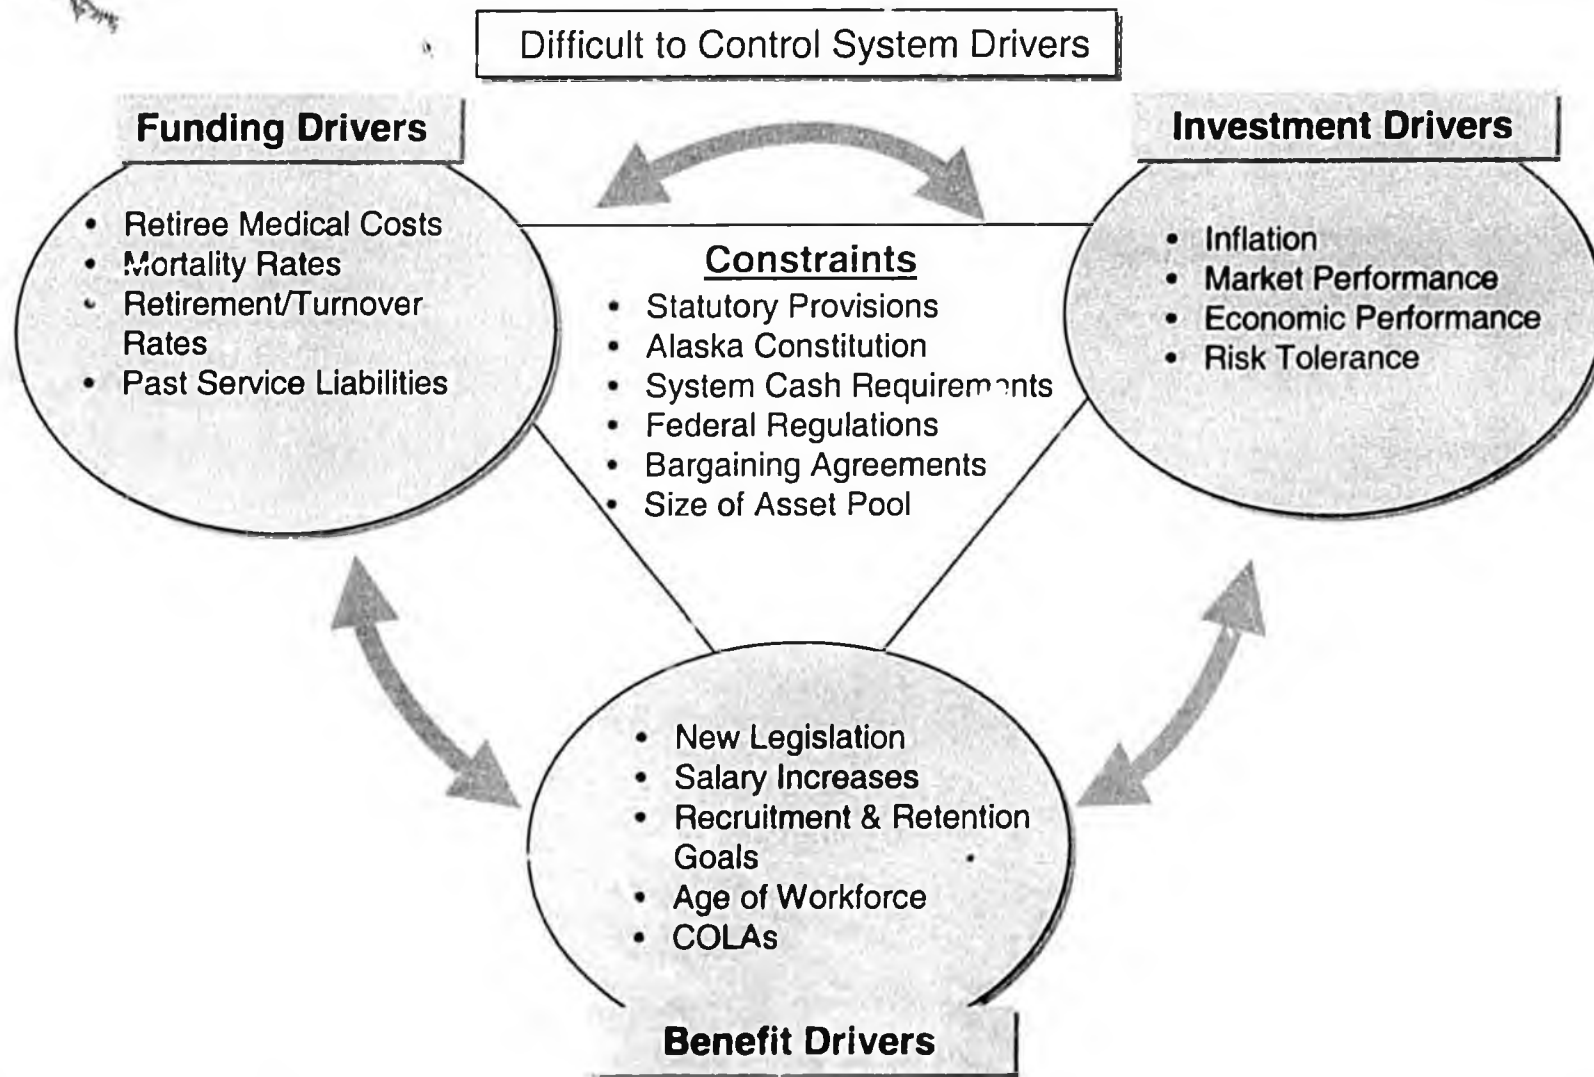 Difficult to Control System Drivers
Funding Drivers
• Retiree Medical Costs
• Mortality Rates
• Retirement/Turnover
Rates
• Past Service Liabilities
Constraints
• Statutory Provisions
• Alaska Constitution
• System Cash Requirements
• Federal Regulations
• Bargaining Agreements
• Size of Asset Pool
Investment Drivers
• Inflation
• Market Performance
• Economic Performance
• Risk Tolerance
• New Legislation
• Salary Increases
• Recruitment & Retention
Goals
• Age of Workforce
• COLAs
Benefit Drivers